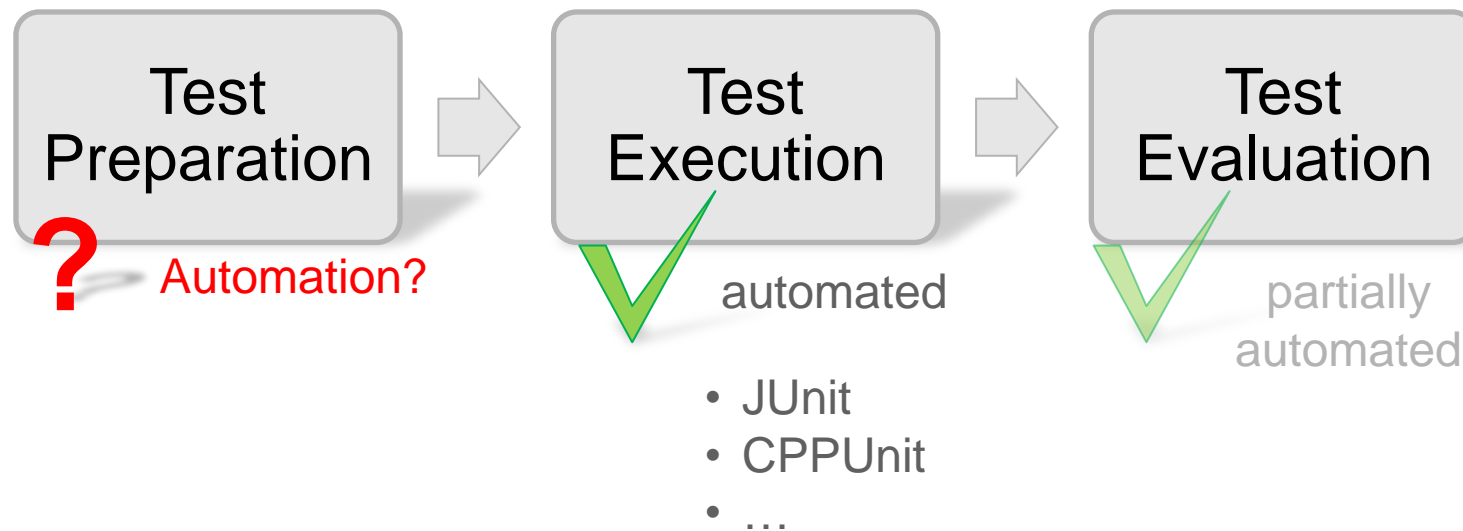 Test
Preparation
Test
Execution
Test
Evaluation
?
Automation?
automated
partially
automated
• JUnit
• CPPUnit
• …